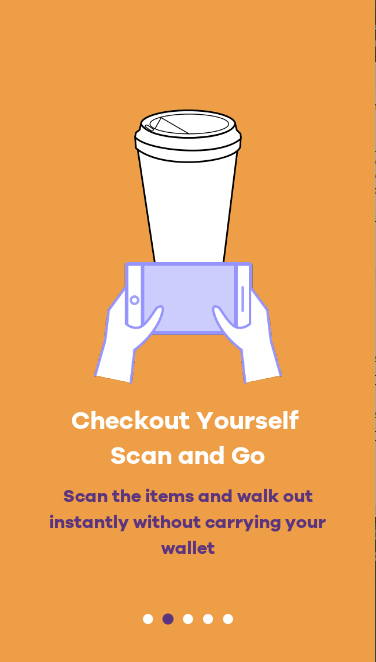 Checkout Yourself
Scan and Go
Scan the items and walk out
instantly without carrying your
wallet